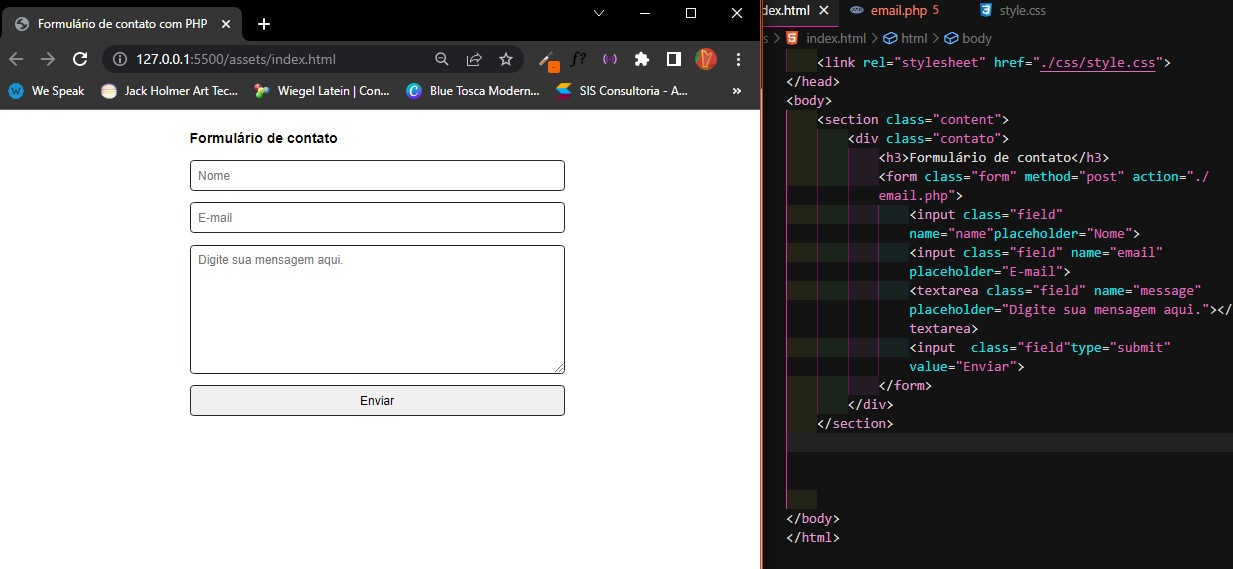 Formulário de contato com PHP
127.0.0.1:5500/assets/index.html
f?
We Speak
Jack Holmer Art Tec...
Wiegel Latein | Con...
Blue Tosca Modern...
SIS Consultoria - A...
»
Formulário de contato
Nome
E-mail
Digite sua mensagem aqui.
Enviar
dex.html
email.php 5
style.css
s > index.html > html > body
<link rel="stylesheet" href="./css/style.css">
</head>
<body>
<section class="content">
<div class="contato">
<h3>Formulário de contato</h3>
<form class="form" method="post" action="./
email.php">
<input class="field"
name="name"placeholder="Nome">
<input class="field" name="email"
placeholder="E-mail">
<textarea class="field" name="message"
placeholder="Digite sua mensagem aqui."></
textarea>
<input  class="field"type="submit"
value="Enviar">
</form>
</div>
</section>
</body>
</html>